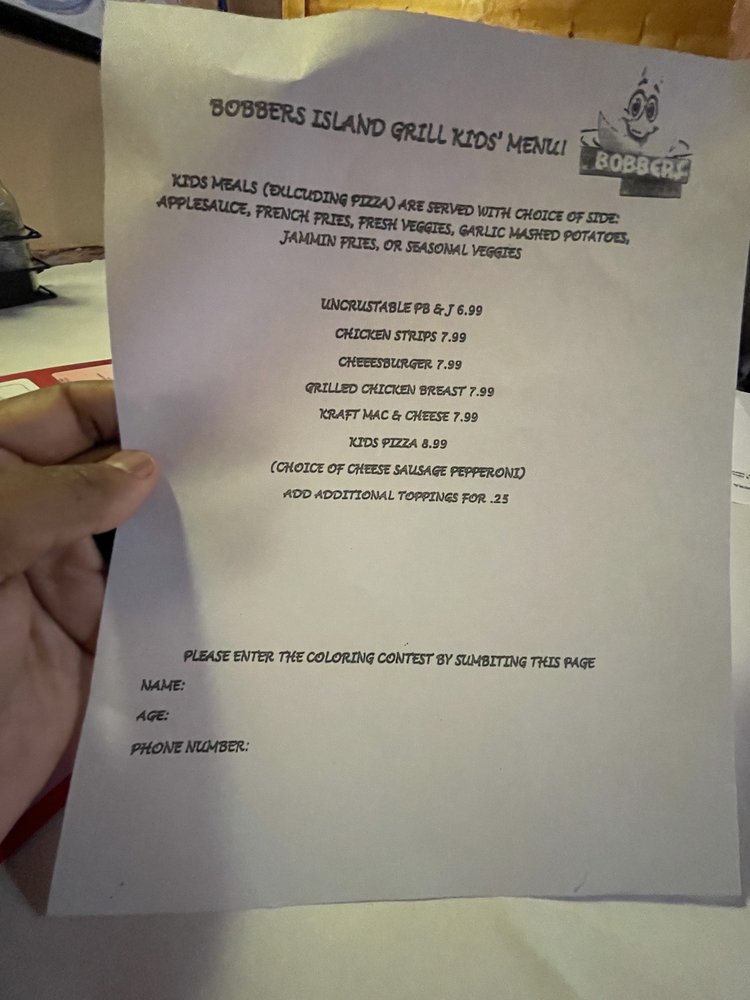 BOBBERS ISLAND GRILL KIDS' MENU!
BOBBERS
KIDS MEALS (EXLCUDING PIZZA) ARE SERVED WITH CHOICE OF SIDE:
APPLESAUCE, FRENCH FRIES, FRESH VEGGIES, GARLIC MASHED POTATOES,
JAMMIN FRIES, OR SEASONAL VEGGIES
UNCRUSTABLE PB & J 6.99
CHICKEN STRIPS 7.99
CHEEESBURGER 7.99
GRILLED CHICKEN BREAST 7.99
KRAFT MAC & CHEESE 7.99
KIDS PIZZA 8.99
(CHOICE OF CHEESE SAUSAGE PEPPERONI)
ADD ADDITIONAL TOPPINGS FOR .25
PLEASE ENTER THE COLORING CONTEST BY SUMBITING THIS PAGE
NAME:
AGE:
PHONE NUMBER: